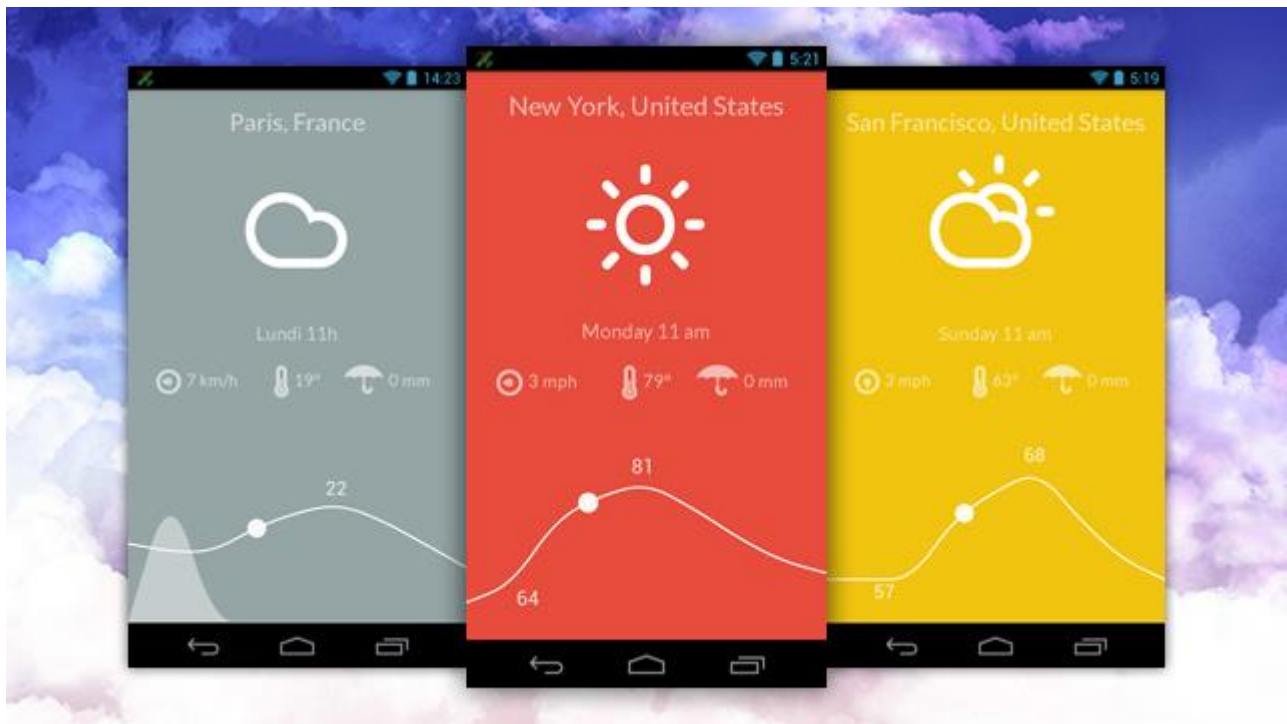 14:23
Paris, France
Lundi 11h
7 km/h 19° 0 mm
22
5:21
New York, United States
Monday 11 am
3 mph 79° 0 mm
81
64
5:19
San Francisco, United States
Sunday 11 am
3 mph 63° 0 mm
68
57